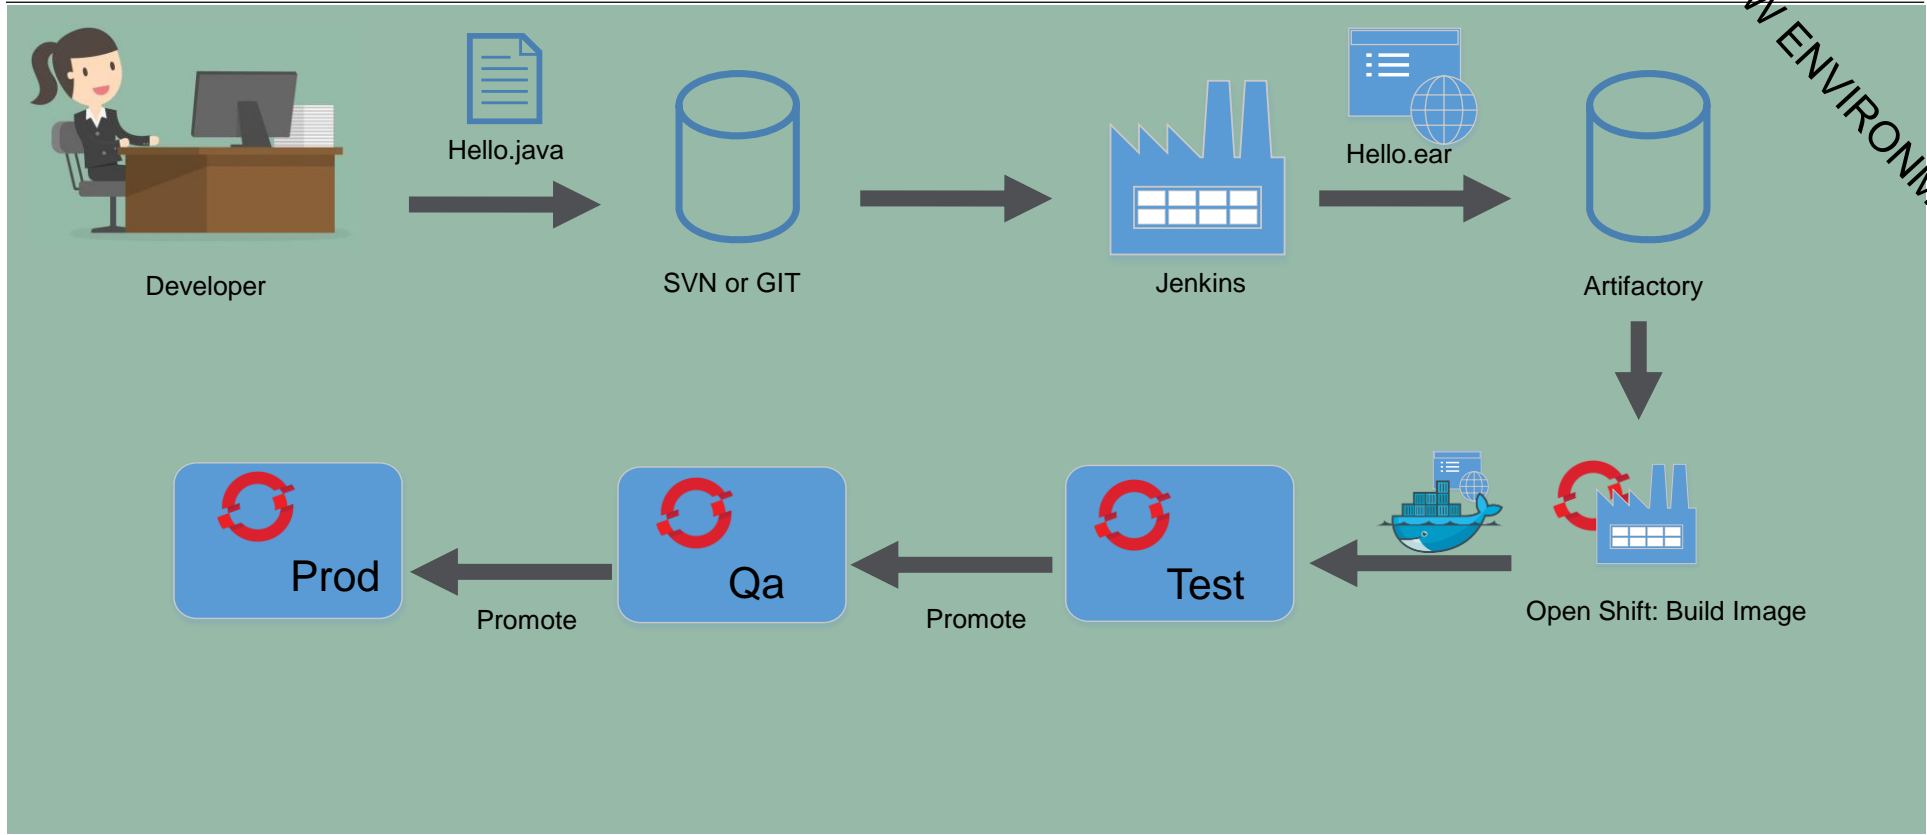 W ENVIRONM
Hello.java
Hello.ear
Developer
SVN or GIT
Jenkins
Artifactory
Prod
Qa
Test
Promote
Promote
Open Shift: Build Image